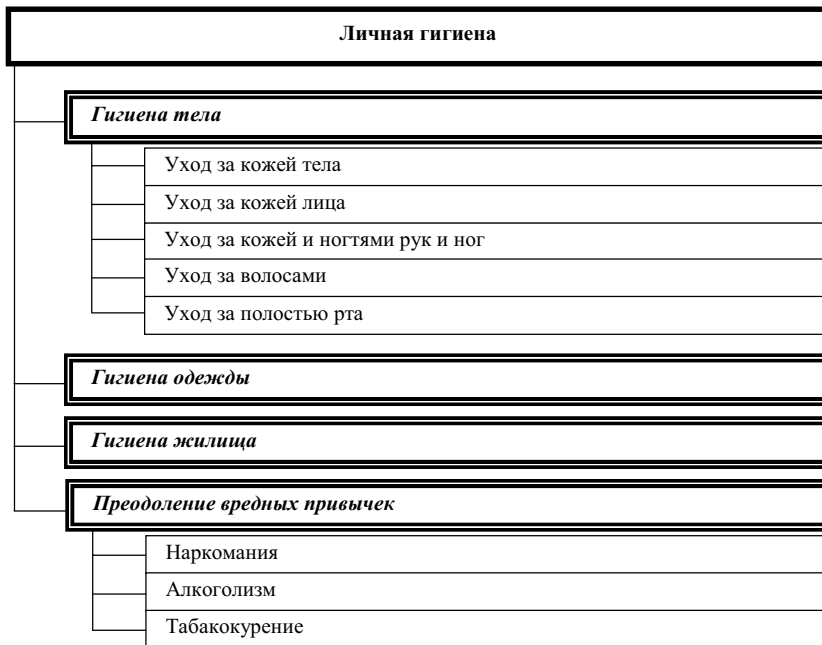 Личная гигиена
Гигиена тела
Уход за кожей тела
Уход за кожей лица
Уход за кожей и ногтями рук и ног
Уход за волосами
Уход за полостью рта
Гигиена одежды
Гигиена жилища
Преодоление вредных привычек
Наркомания
Алкоголизм
Табакокурение